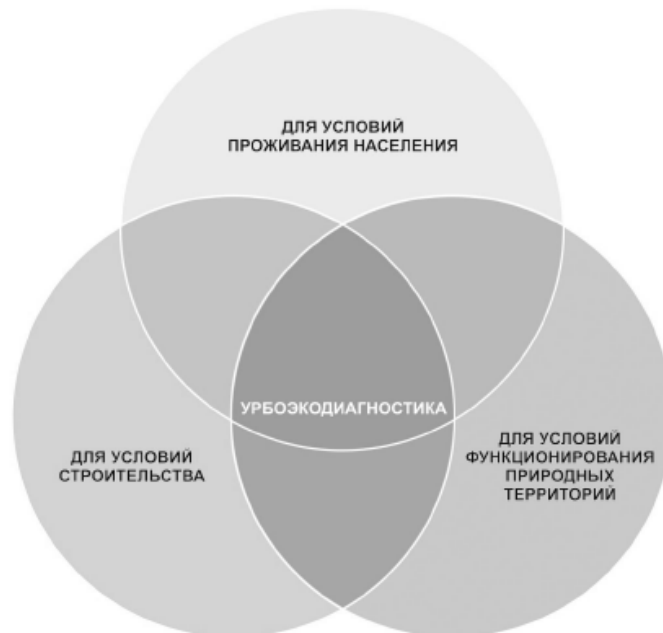 ДЛЯ УСЛОВИЙ
ПРОЖИВАНИЯ НАСЕЛЕНИЯ
УРБОЭКОДИАГНОСТИКА
ДЛЯ УСЛОВИЙ
СТРОИТЕЛЬСТВА
ДЛЯ УСЛОВИЙ
ФУНКЦИОНИРОВАНИЯ
ПРИРОДНЫХ
ТЕРРИТОРИЙ